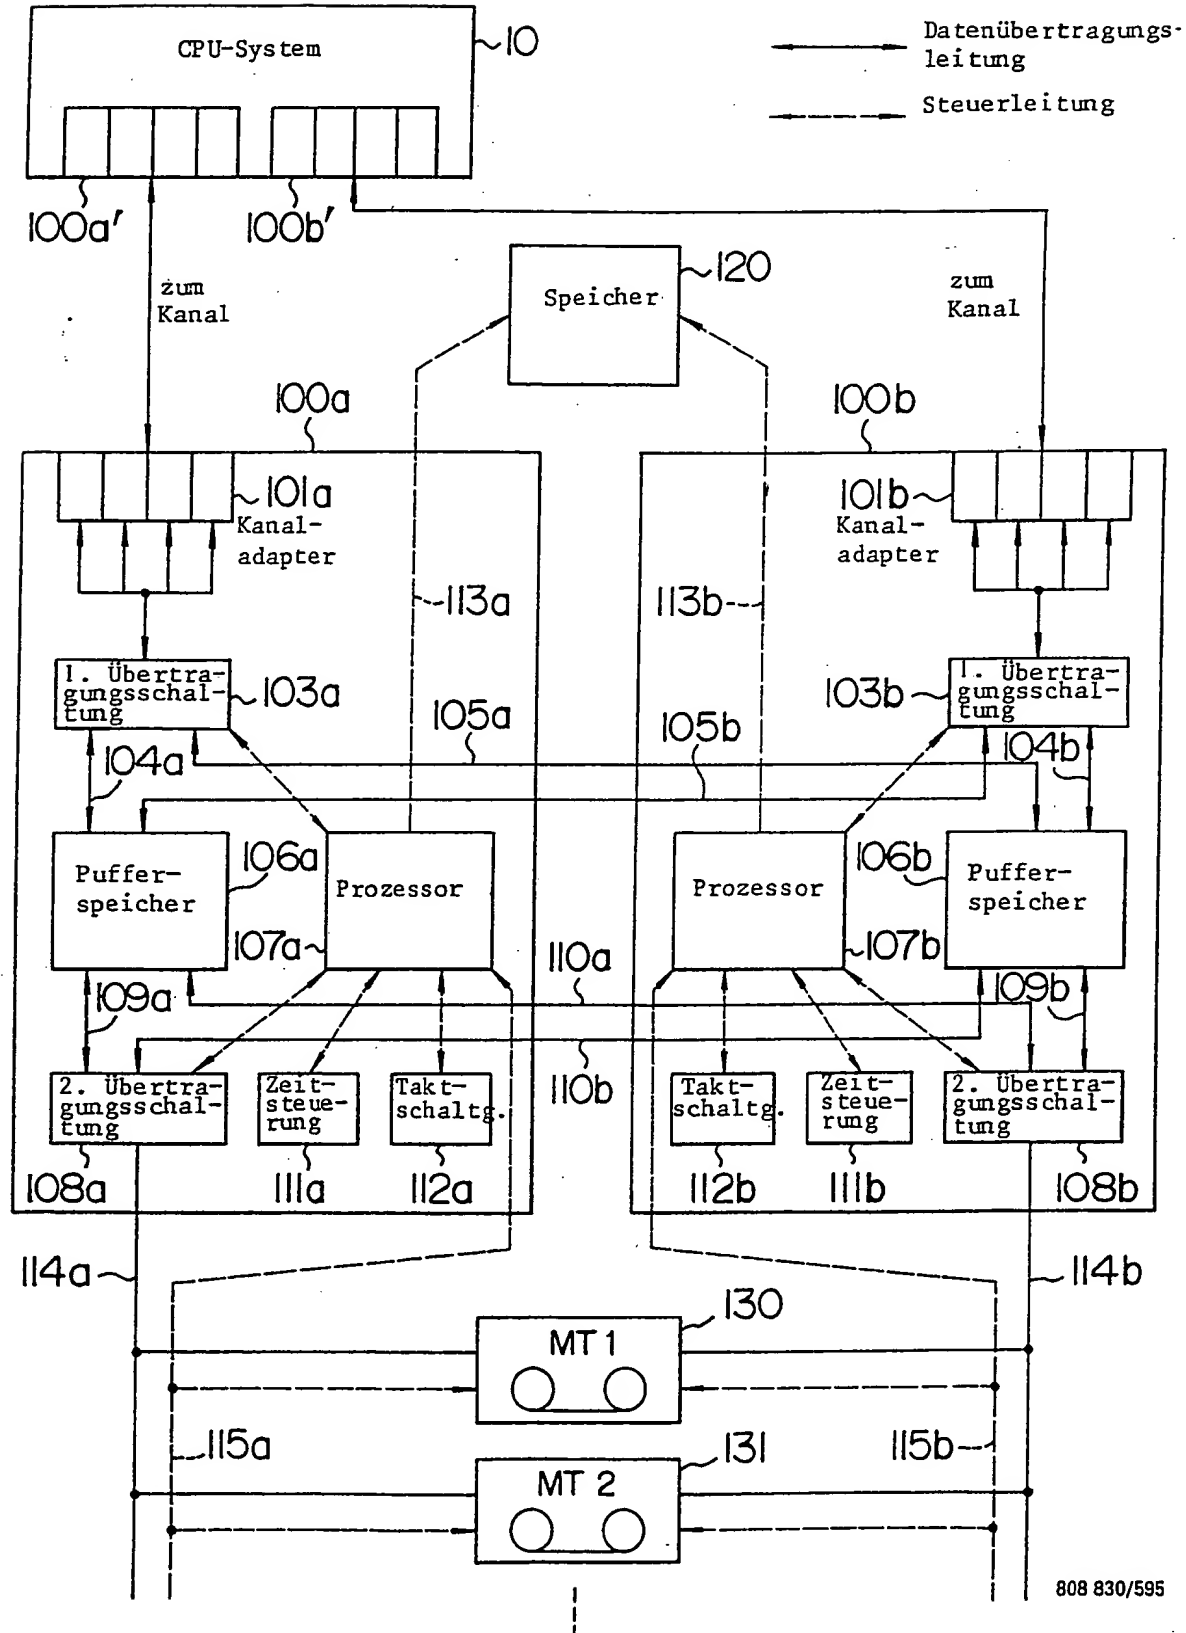 CPU-System
10
Datenübertragungs-
leitung
Steuerleitung
100a'
100b'
zum
Kanal
120
Speicher
zum
Kanal
100a
100b
101a
Kanal-
adapter
101b
Kanal-
adapter
113a
113b
1. Übertra-
gungsschal-
tung
103a
103b
1. Übertra-
gungsschal-
tung
105a
105b
104a
104b
106a
Puffer-
speicher
Prozessor
107a
106b
Prozessor
Puffer-
speicher
107b
110a
109a
109b
110b
2. Übertra-
gungsschal-
tung
Zeit-
steue-
rung
Takt-
schaltg.
Takt-
schaltg.
Zeit-
steue-
rung
2. Übertra-
gungsschal-
tung
108a
111a
112a
112b
111b
108b
114a
114b
130
MT 1
115a
115b
131
MT 2
808 830/595